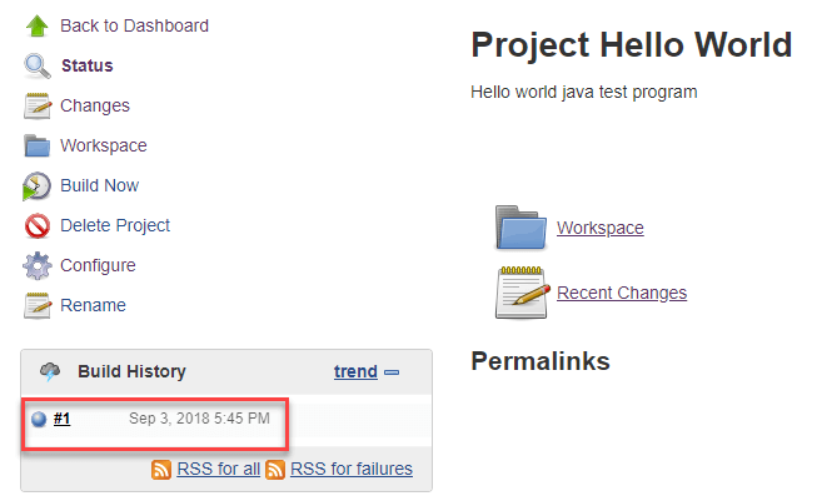 Back to Dashboard
Status
Changes
Workspace
Build Now
Delete Project
Configure
Rename
Build History trend
#1 Sep 3, 2018 5:45 PM
RSS for all RSS for failures
Project Hello World
Hello world java test program
Workspace
Recent Changes
Permalinks